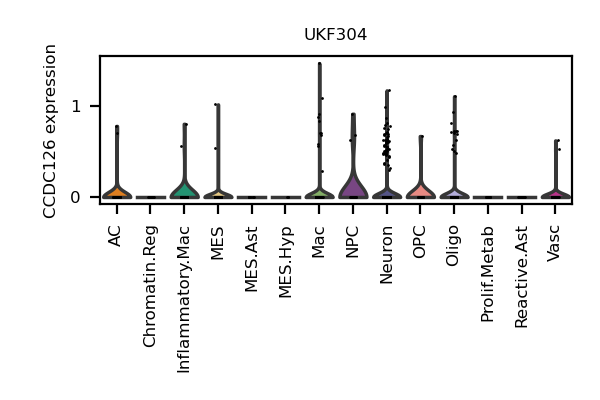 UKF304
CCDC126 expression
1
0
AC
Chromatin.Reg
Inflammatory.Mac
MES
MES.Ast
MES.Hyp
Mac
NPC
Neuron
OPC
Oligo
Prolif.Metab
Reactive.Ast
Vasc